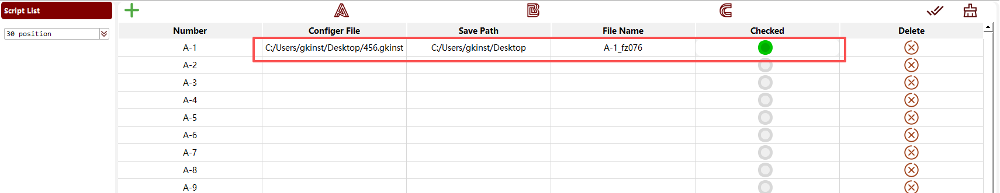 Script List
30 position
A B C
Number Configer File Save Path File Name Checked Delete
A-1 C:/Users/gkinst/Desktop/456.gkinst C:/Users/gkinst/Desktop A-1_fz076
A-2
A-3
A-4
A-5
A-6
A-7
A-8
A-9